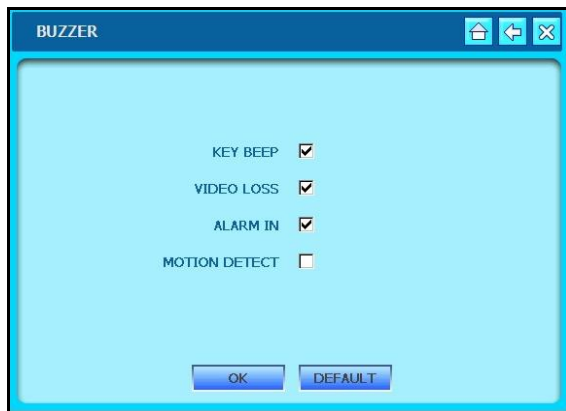 BUZZER
KEY BEEP
VIDEO LOSS
ALARM IN
MOTION DETECT
OK DEFAULT